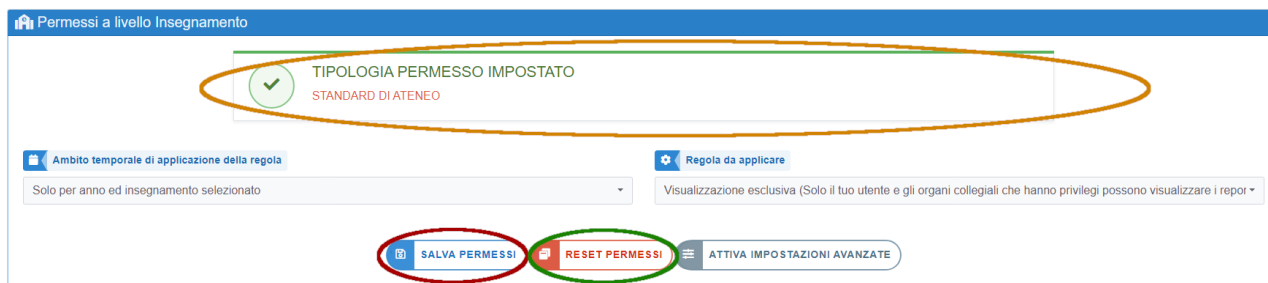 Permessi a livello Insegnamento
TIPOLOGIA PERMESSO IMPOSTATO
STANDARD DI ATENEO
Ambito temporale di applicazione della regola
Regola da applicare
Solo per anno ed insegnamento selezionato
Visualizzazione esclusiva (Solo il tuo utente e gli organi collegiali che hanno privilegi possono visualizzare i repor
SALVA PERMESSI
RESET PERMESSI
ATTIVA IMPOSTAZIONI AVANZATE